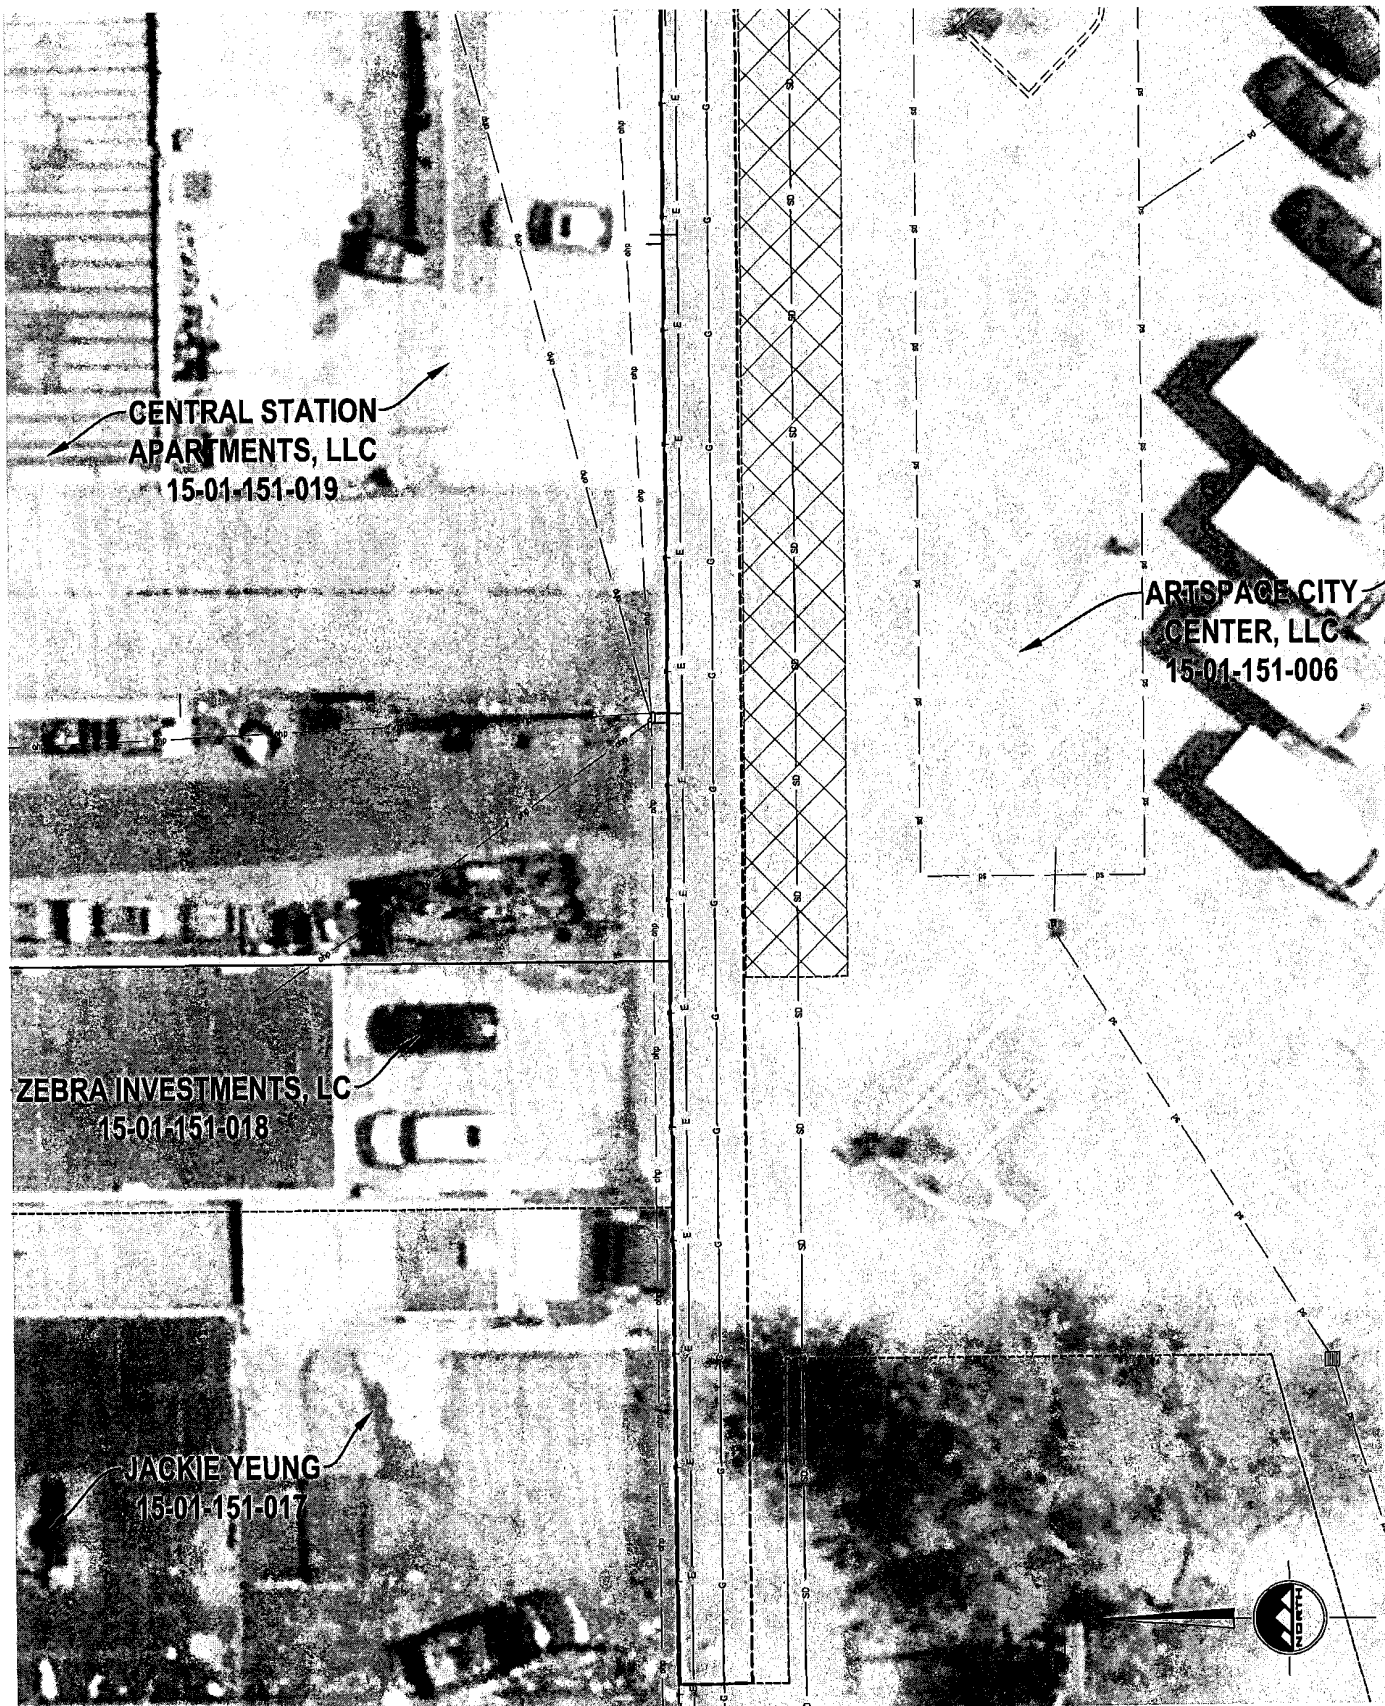 CENTRAL STATION
APARTMENTS, LLC
15-01-151-019
ARTSPACE CITY
CENTER, LLC
15-01-151-006
ZEBRA INVESTMENTS, LC
15-01-151-018
JACKIE YEUNG
15-01-151-017
NORTH